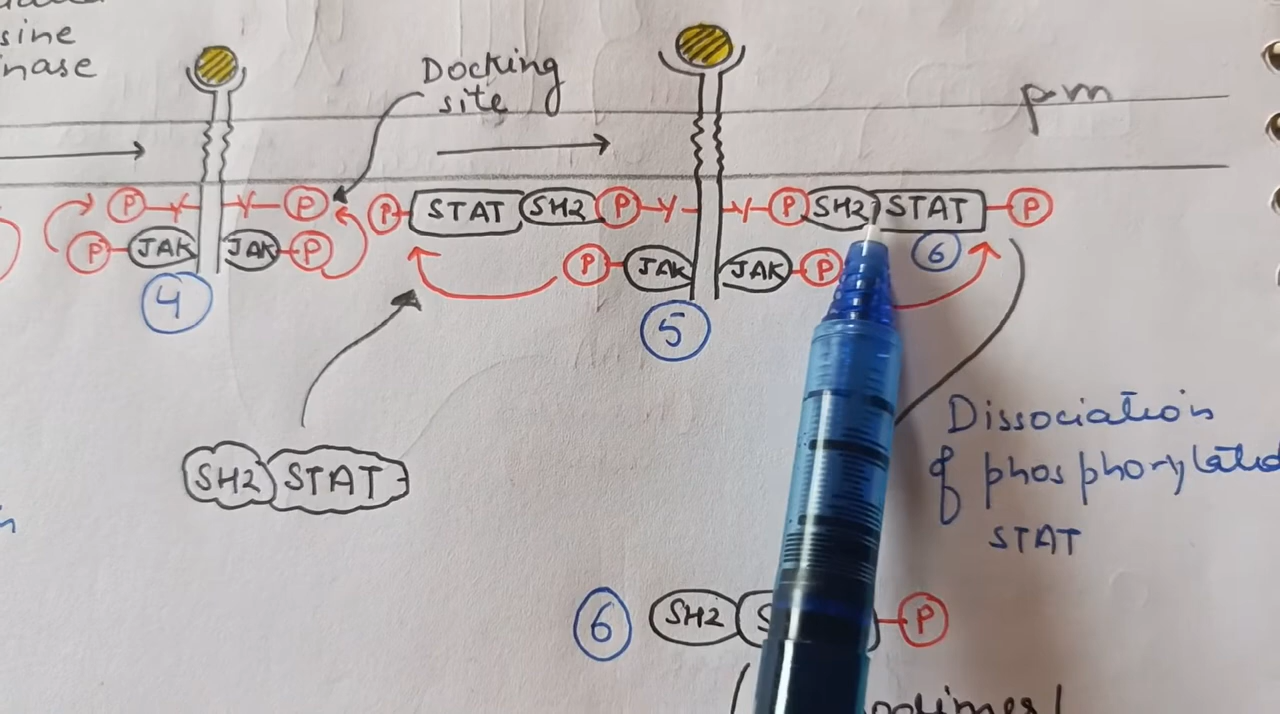 sine
nase
Docking
site
pm
P Y Y P
P JAK JAK P
4
P STAT SH2 P Y Y P SH2 STAT P
P JAK JAK P
6
5
SH2 STAT
Dissociation
of phosphorylated
STAT
6 SH2 S P